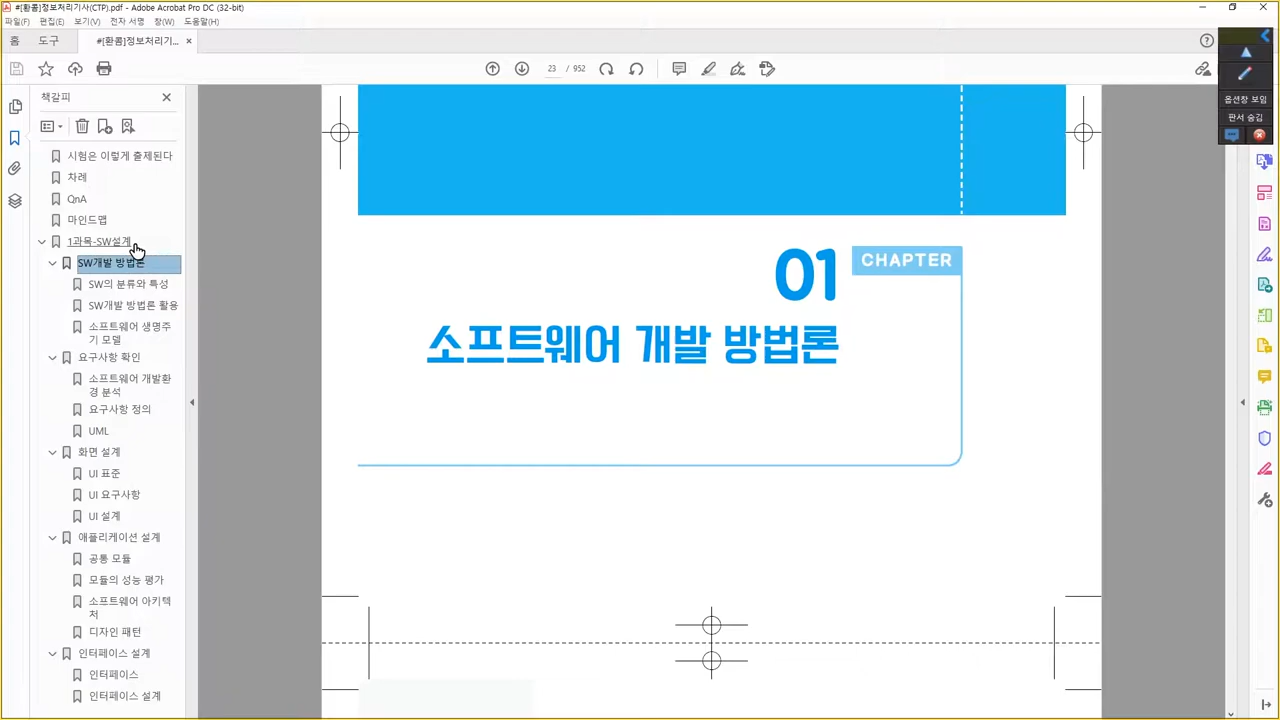 #[환콤]정보처리기사(CTP).pdf - Adobe Acrobat Pro DC (32-bit)
파일(F) 편집(E) 보기(V) 전자 서명 창(W) 도움말(H)
홈 도구 #[환콤]정보처리기... ×
23 / 952
책갈피
시험은 이렇게 출제된다
차례
QnA
마인드맵
1과목-SW설계
SW개발 방법론
SW의 분류와 특성
SW개발 방법론 활용
소프트웨어 생명주
기 모델
요구사항 확인
소프트웨어 개발환
경 분석
요구사항 정의
UML
화면 설계
UI 표준
UI 요구사항
UI 설계
애플리케이션 설계
공통 모듈
모듈의 성능 평가
소프트웨어 아키텍
처
디자인 패턴
인터페이스 설계
인터페이스
인터페이스 설계
01 CHAPTER
소프트웨어 개발 방법론
옵션창 보임
판서 숨김